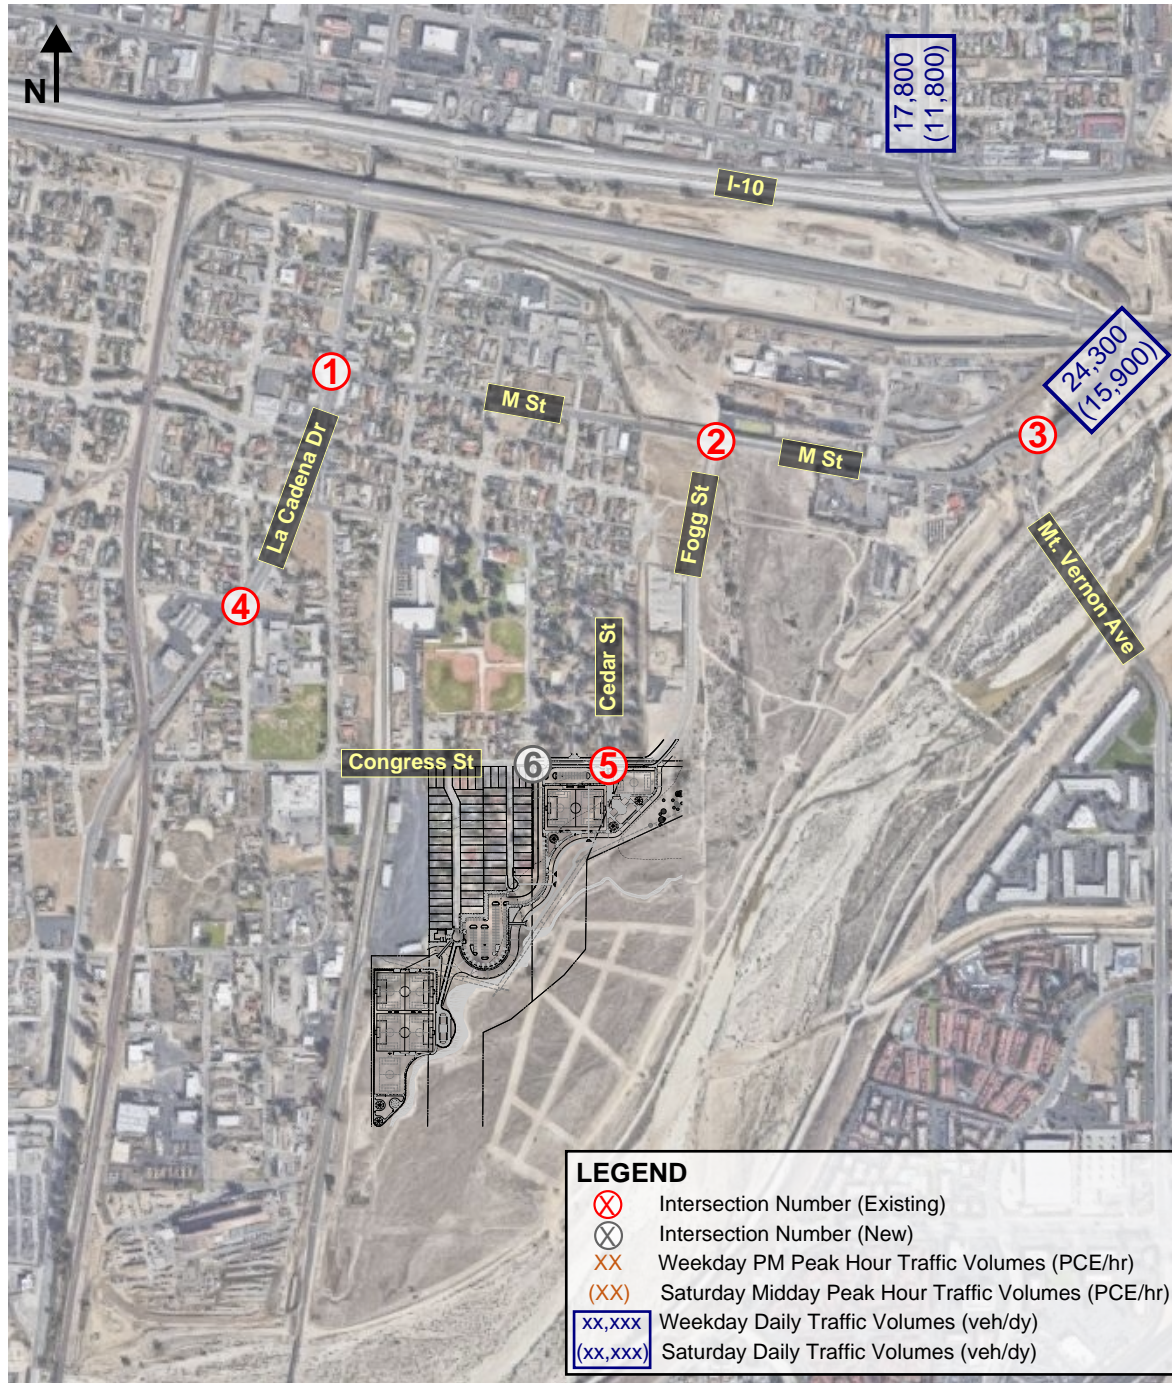 N
17,800
(11,800)
I-10
24,300
(15,900)
1
M St
2
M St
3
La Cadena Dr
Fogg St
Mt. Vernon Ave
4
Cedar St
Congress St
6
5
LEGEND
X Intersection Number (Existing)
X Intersection Number (New)
XX Weekday PM Peak Hour Traffic Volumes (PCE/hr)
(XX) Saturday Midday Peak Hour Traffic Volumes (PCE/hr)
xx,xxx Weekday Daily Traffic Volumes (veh/dy)
(xx,xxx) Saturday Daily Traffic Volumes (veh/dy)